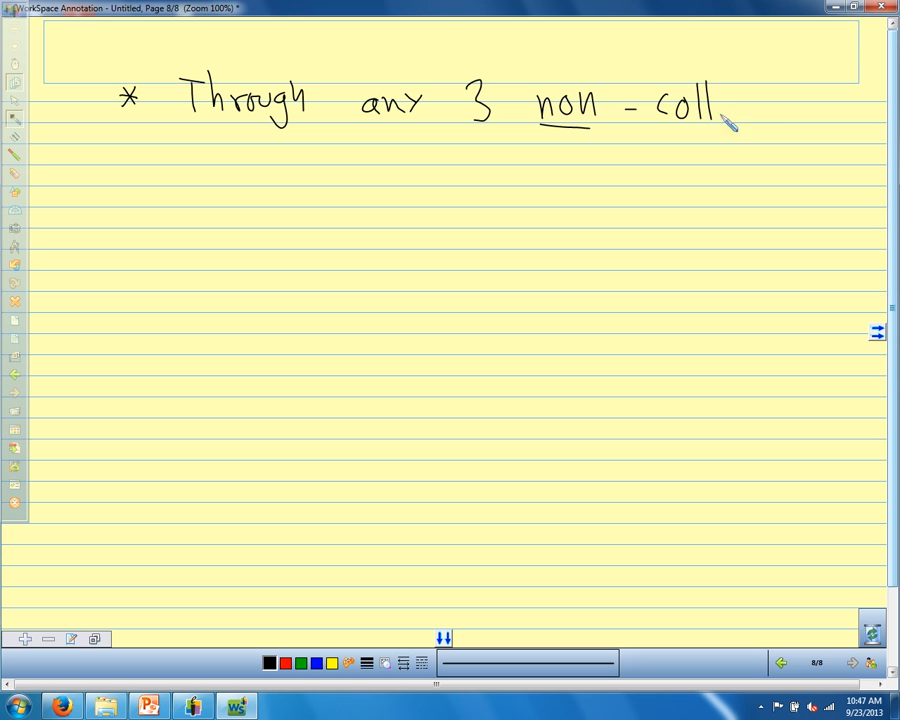 WorkSpace Annotation - Untitled, Page 8/8 (Zoom 100%) *
* Through any 3 non - coll
8/8
10:47 AM
9/23/2013